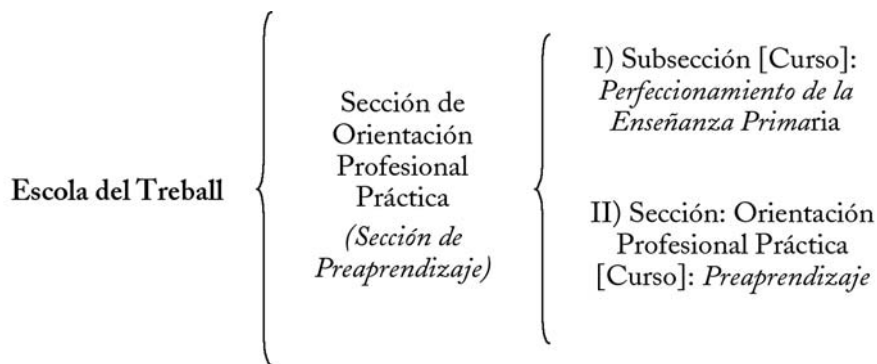 Escola del Treball
Sección de
Orientación
Profesional
Práctica
(Sección de
Preaprendizaje)
I) Subsección [Curso]:
Perfeccionamiento de la
Enseñanza Primaria
II) Sección: Orientación
Profesional Práctica
[Curso]: Preaprendizaje